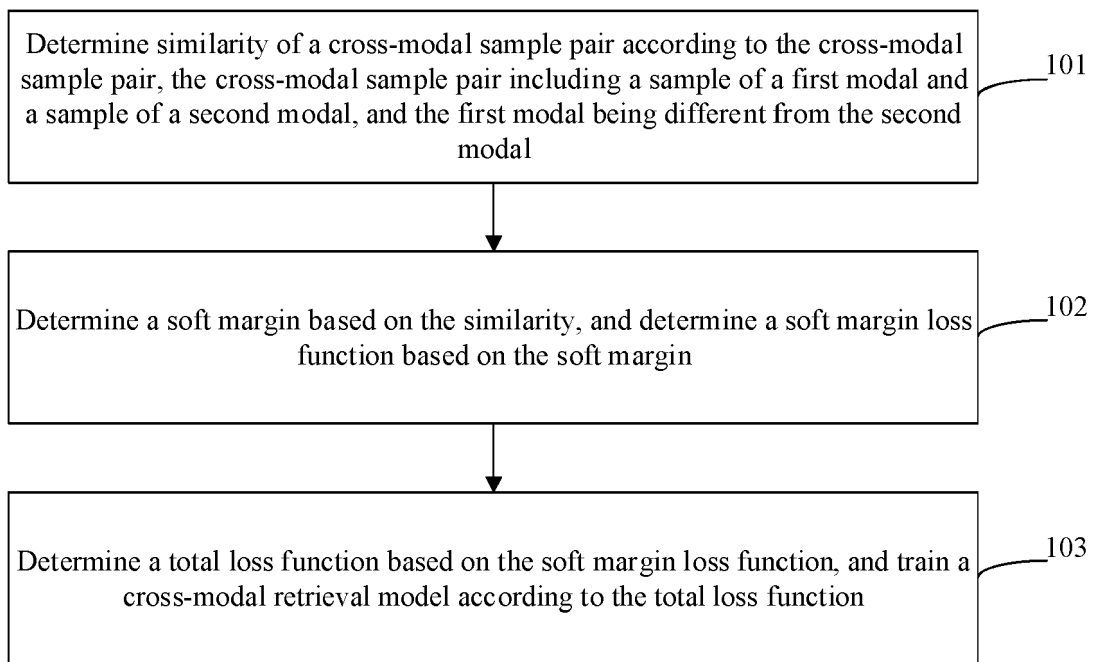 Determine similarity of a cross-modal sample pair according to the cross-modal
sample pair, the cross-modal sample pair including a sample of a first modal and
a sample of a second modal, and the first modal being different from the second
modal
101
Determine a soft margin based on the similarity, and determine a soft margin loss
function based on the soft margin
102
Determine a total loss function based on the soft margin loss function, and train a
cross-modal retrieval model according to the total loss function
103